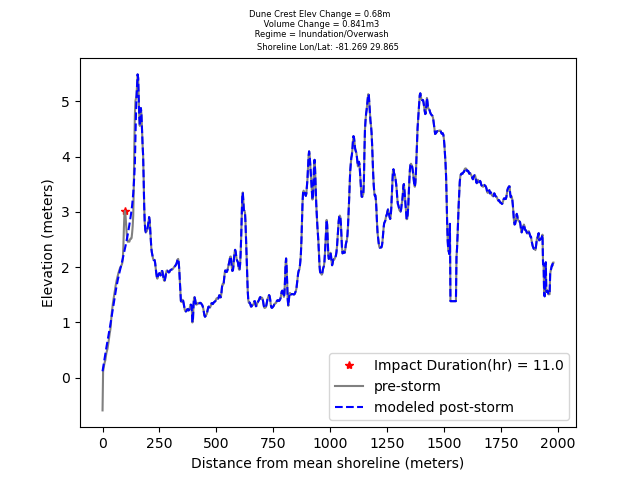 Dune Crest Elev Change = 0.68m
Volume Change = 0.841m3
Regime = Inundation/Overwash
Shoreline Lon/Lat: -81.269 29.865
Elevation (meters)
5
4
3
2
1
0
Impact Duration(hr) = 11.0
pre-storm
modeled post-storm
0 250 500 750 1000 1250 1500 1750 2000
Distance from mean shoreline (meters)